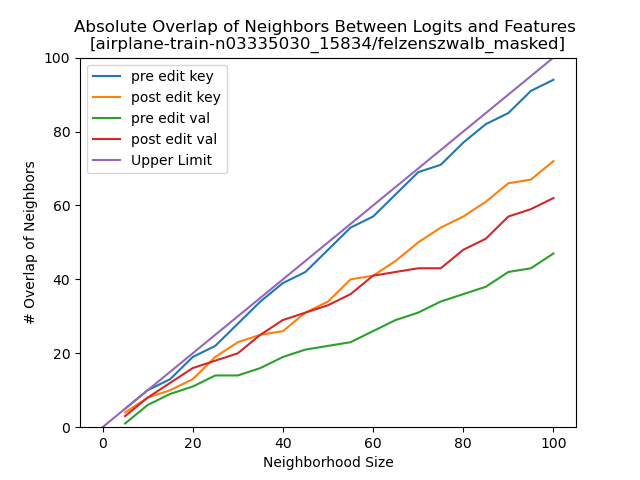 Absolute Overlap of Neighbors Between Logits and Features
[airplane-train-n03335030_15834/felzenszwalb_masked]
100
80
60
40
20
0
# Overlap of Neighbors
pre edit key
post edit key
pre edit val
post edit val
Upper Limit
0 20 40 60 80 100
Neighborhood Size